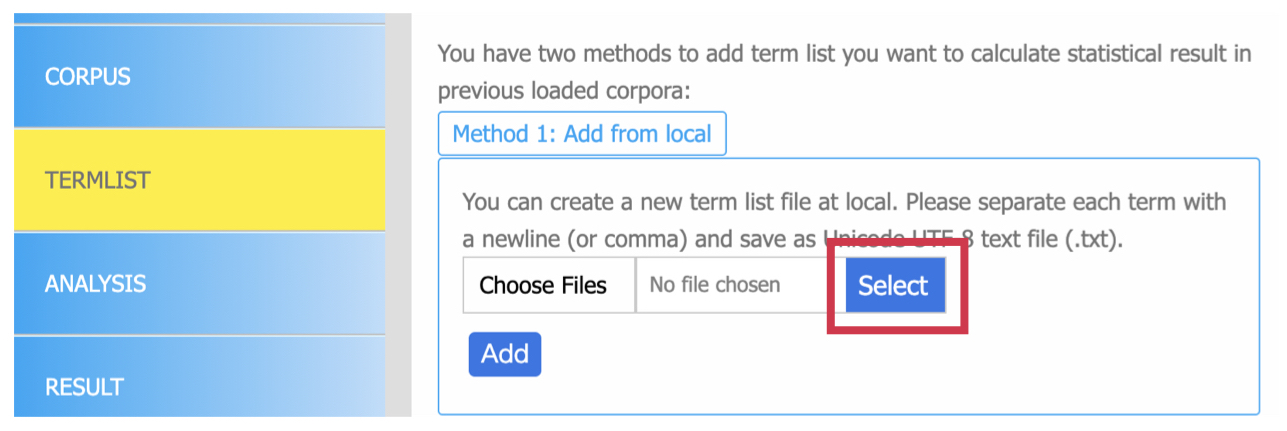 CORPUS
TERMLIST
ANALYSIS
RESULT
You have two methods to add term list you want to calculate statistical result in
previous loaded corpora:
Method 1: Add from local
You can create a new term list file at local. Please separate each term with
a newline (or comma) and save as Unicode UTF-8 text file (.txt).
Choose Files No file chosen Select
Add